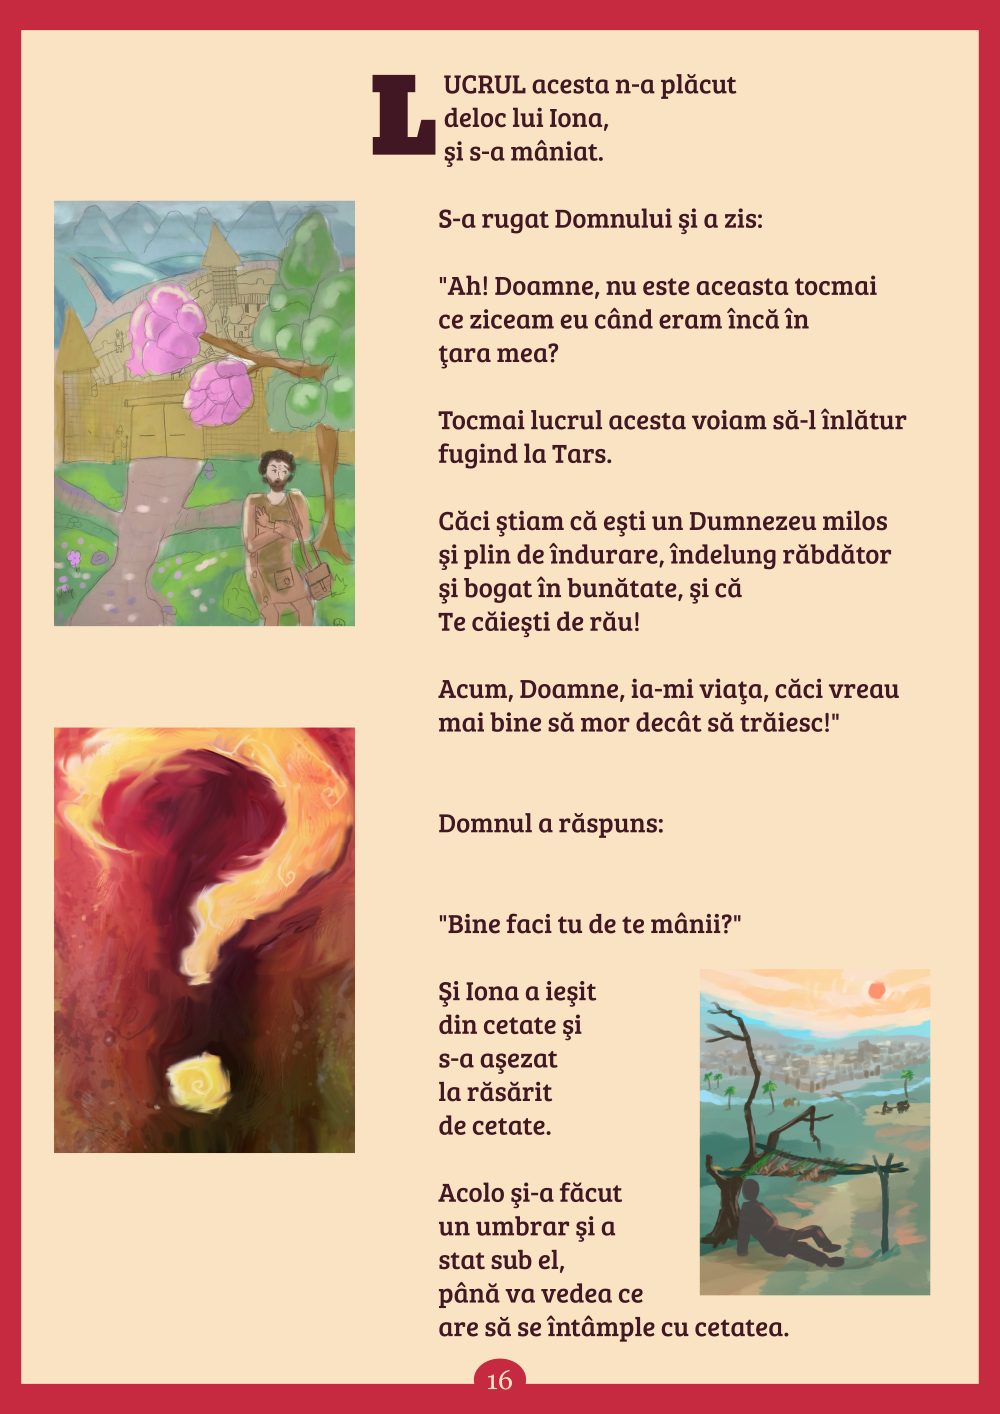 LUCRUL acesta n-a plăcut
deloc lui Iona,
şi s-a mâniat.
S-a rugat Domnului şi a zis:
"Ah! Doamne, nu este aceasta tocmai
ce ziceam eu când eram încă în
ţara mea?
Tocmai lucrul acesta voiam să-l înlătur
fugind la Tars.
Căci ştiam că eşti un Dumnezeu milos
şi plin de îndurare, îndelung răbdător
şi bogat în bunătate, şi că
Te căieşti de rău!
Acum, Doamne, ia-mi viaţa, căci vreau
mai bine să mor decât să trăiesc!"
Domnul a răspuns:
"Bine faci tu de te mânii?"
Şi Iona a ieşit
din cetate şi
s-a aşezat
la răsărit
de cetate.
Acolo şi-a făcut
un umbrar şi a
stat sub el,
până va vedea ce
are să se întâmple cu cetatea.
16